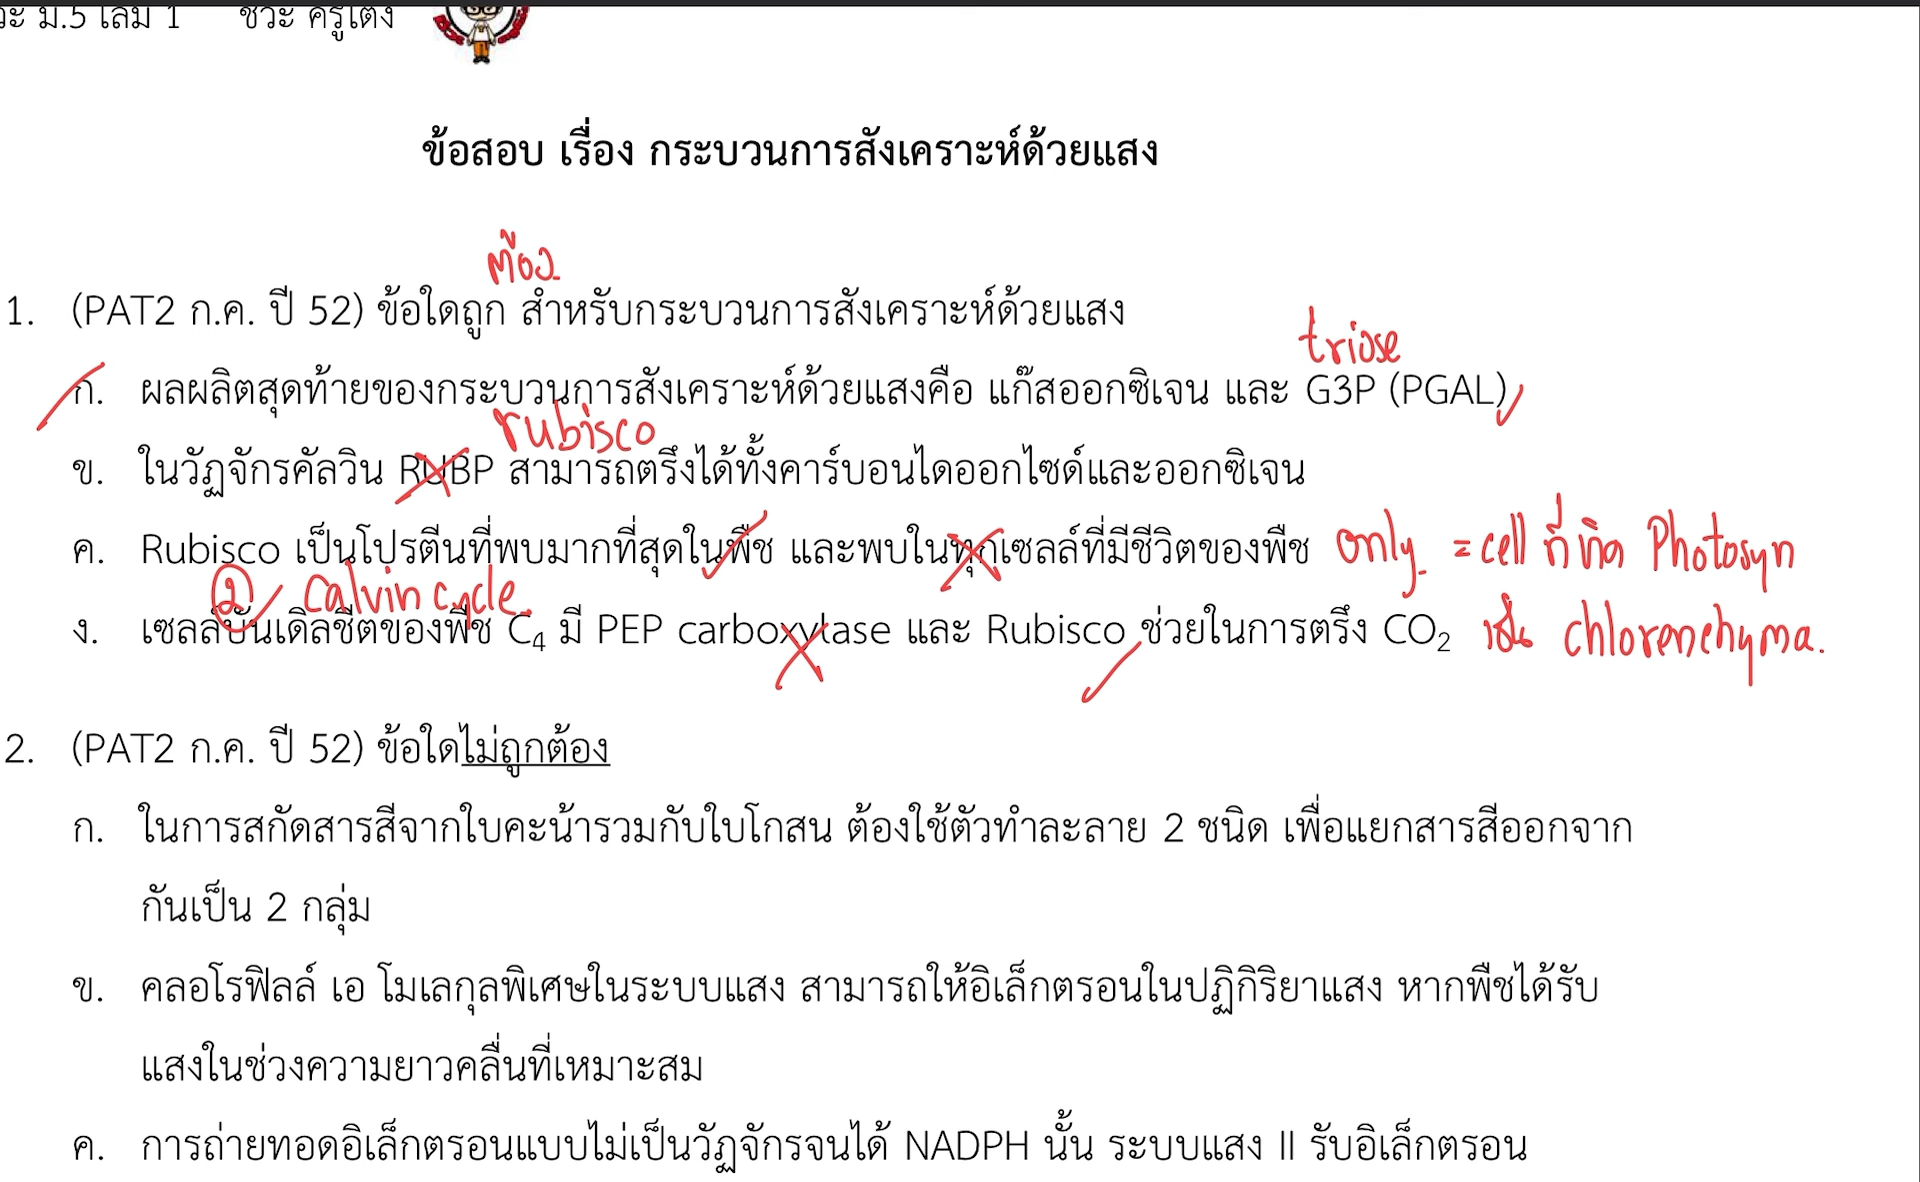 วะ ม.5 เล่ม 1 ชีวะ ครูเต่ง
ข้อสอบ เรื่อง กระบวนการสังเคราะห์ด้วยแสง
ต้อง
1. (PAT2 ก.ค. ปี 52) ข้อใดถูก สำหรับกระบวนการสังเคราะห์ด้วยแสง
triose
ก. ผลผลิตสุดท้ายของกระบวนการสังเคราะห์ด้วยแสงคือ แก๊สออกซิเจน และ G3P (PGAL)
rubisco
ข. ในวัฏจักรคัลวิน RUBP สามารถตรึงได้ทั้งคาร์บอนไดออกไซด์และออกซิเจน
ค. Rubisco เป็นโปรตีนที่พบมากที่สุดในพืช และพบในทุกเซลล์ที่มีชีวิตของพืช only = cell ที่เกิด Photosyn
② Calvin cycle.
ง. เซลล์บันเดิลชีตของพืช C₄ มี PEP carboxylase และ Rubisco ช่วยในการตรึง CO₂ เช่น chlorenchyma.
2. (PAT2 ก.ค. ปี 52) ข้อใดไม่ถูกต้อง
ก. ในการสกัดสารสีจากใบคะน้ารวมกับใบโกสน ต้องใช้ตัวทำละลาย 2 ชนิด เพื่อแยกสารสีออกจาก
กันเป็น 2 กลุ่ม
ข. คลอโรฟิลล์ เอ โมเลกุลพิเศษในระบบแสง สามารถให้อิเล็กตรอนในปฏิกิริยาแสง หากพืชได้รับ
แสงในช่วงความยาวคลื่นที่เหมาะสม
ค. การถ่ายทอดอิเล็กตรอนแบบไม่เป็นวัฏจักรจนได้ NADPH นั้น ระบบแสง II รับอิเล็กตรอน